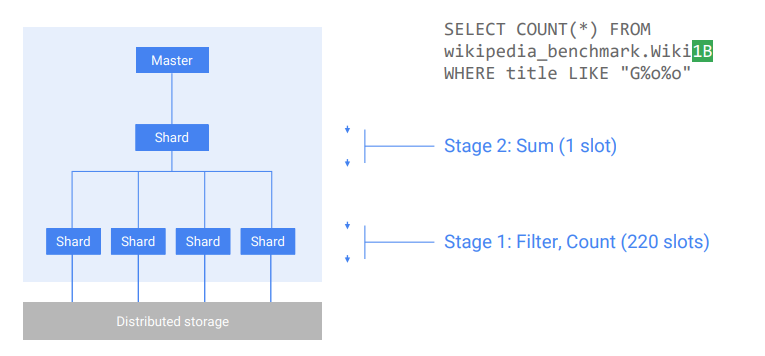 SELECT COUNT(*) FROM
wikipedia_benchmark.Wiki1B
WHERE title LIKE "G%o%o"
Master
Shard
Stage 2: Sum (1 slot)
Shard Shard Shard Shard
Stage 1: Filter, Count (220 slots)
Distributed storage